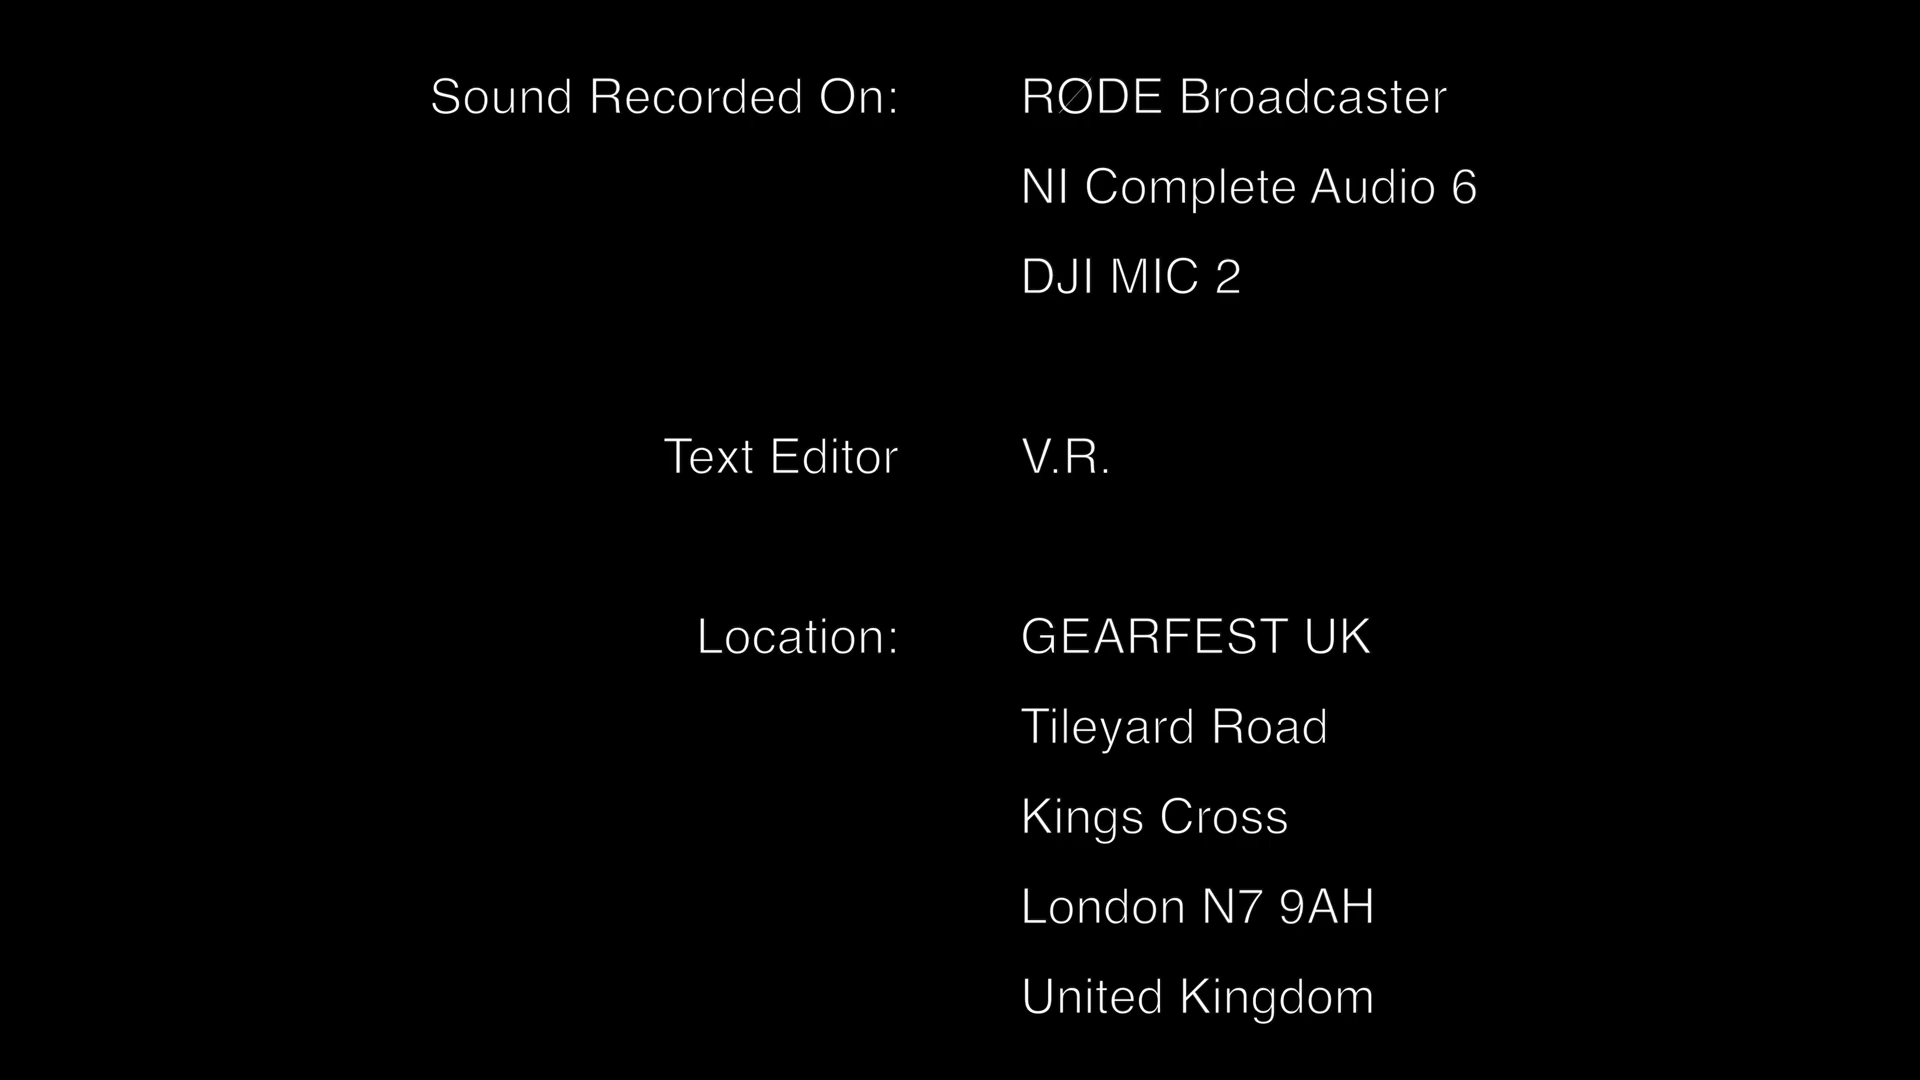 Sound Recorded On: RØDE Broadcaster
NI Complete Audio 6
DJI MIC 2
Text Editor V.R.
Location: GEARFEST UK
Tileyard Road
Kings Cross
London N7 9AH
United Kingdom